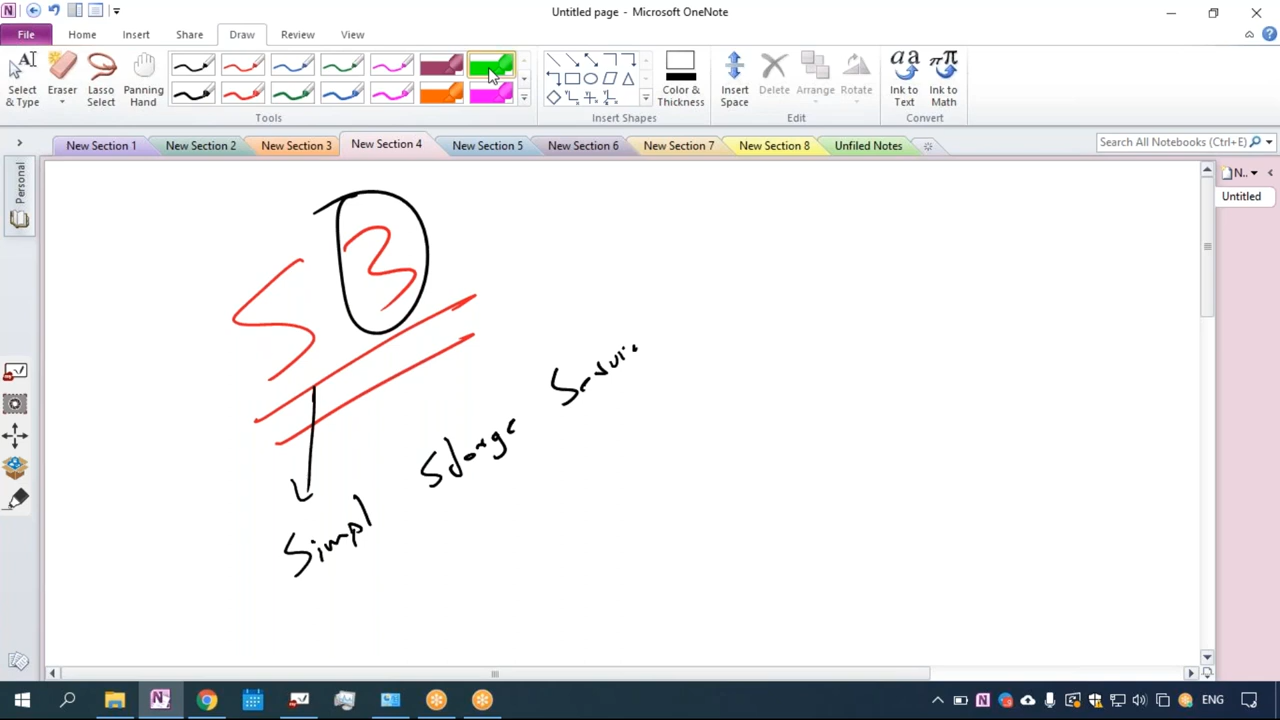 Untitled page - Microsoft OneNote
File Home Insert Share Draw Review View
Select & Type
Eraser
Lasso Select
Panning Hand
Color & Thickness
Insert Space
Delete
Arrange
Rotate
Ink to Text
Ink to Math
Tools
Insert Shapes
Edit
Convert
New Section 1 New Section 2 New Section 3 New Section 4 New Section 5 New Section 6 New Section 7 New Section 8 Unfiled Notes
Search All Notebooks (Ctrl+E)
Personal
N..
Untitled
S3
Simpl Storge Servic
ENG